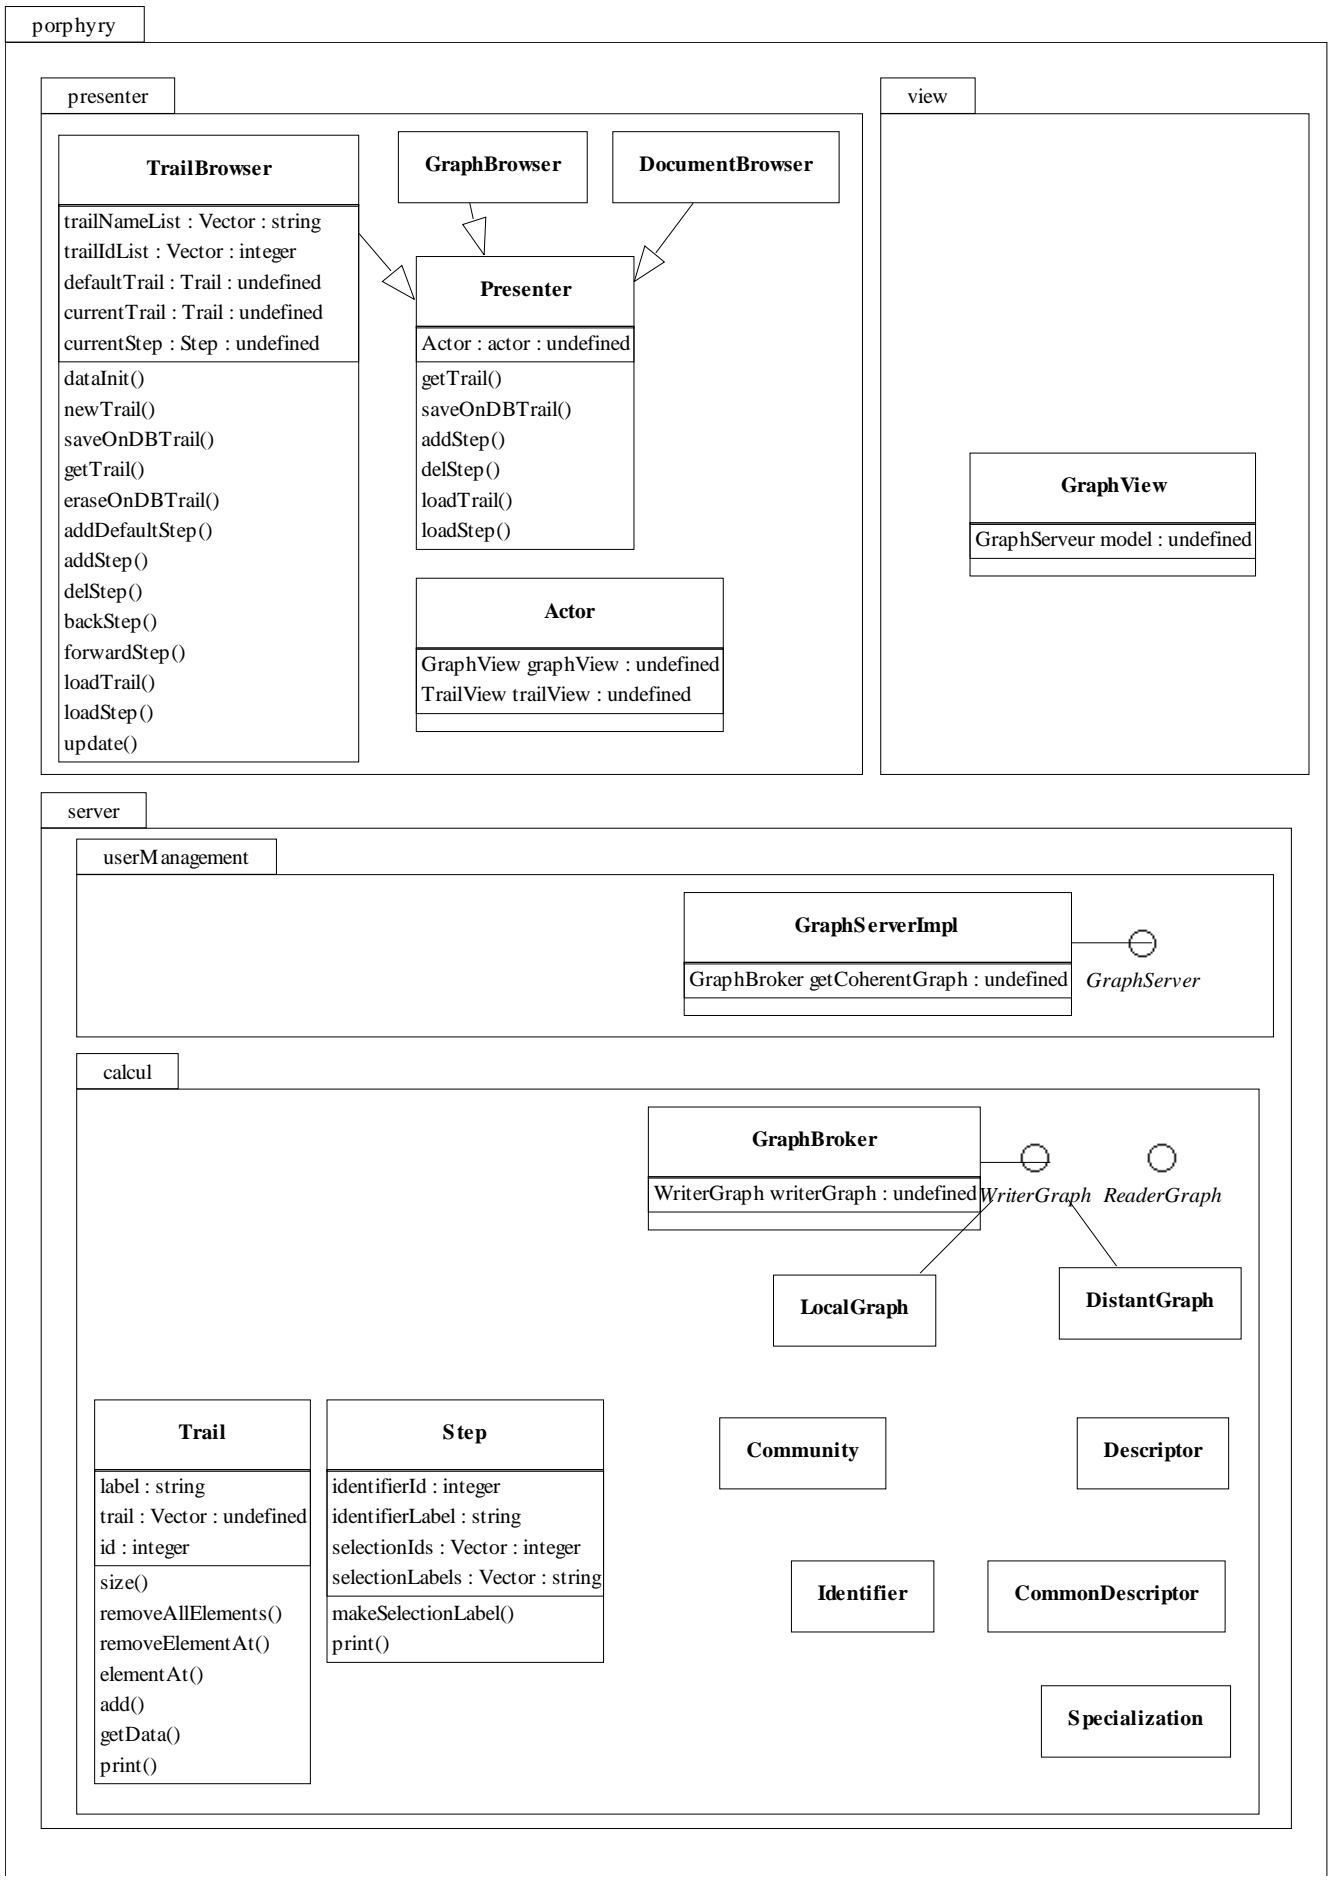 porphyry
presenter
TrailBrowser
trailNameList : Vector : string
trailIdList : Vector : integer
defaultTrail : Trail : undefined
currentTrail : Trail : undefined
currentStep : Step : undefined
dataInit()
newTrail()
saveOnDBTrail()
getTrail()
eraseOnDBTrail()
addDefaultStep()
addStep()
delStep()
backStep()
forwardStep()
loadTrail()
loadStep()
update()
GraphBrowser
DocumentBrowser
Presenter
Actor : actor : undefined
getTrail()
saveOnDBTrail()
addStep()
delStep()
loadTrail()
loadStep()
Actor
GraphView graphView : undefined
TrailView trailView : undefined
view
GraphView
GraphServeur model : undefined
server
userManagement
GraphServerImpl
GraphBroker getCoherentGraph : undefined
GraphServer
calcul
GraphBroker
WriterGraph writerGraph : undefined
WriterGraph
ReaderGraph
LocalGraph
DistantGraph
Trail
label : string
trail : Vector : undefined
id : integer
size()
removeAllElements()
removeElementAt()
elementAt()
add()
getData()
print()
Step
identifierId : integer
identifierLabel : string
selectionIds : Vector : integer
selectionLabels : Vector : string
makeSelectionLabel()
print()
Community
Descriptor
Identifier
CommonDescriptor
Specialization